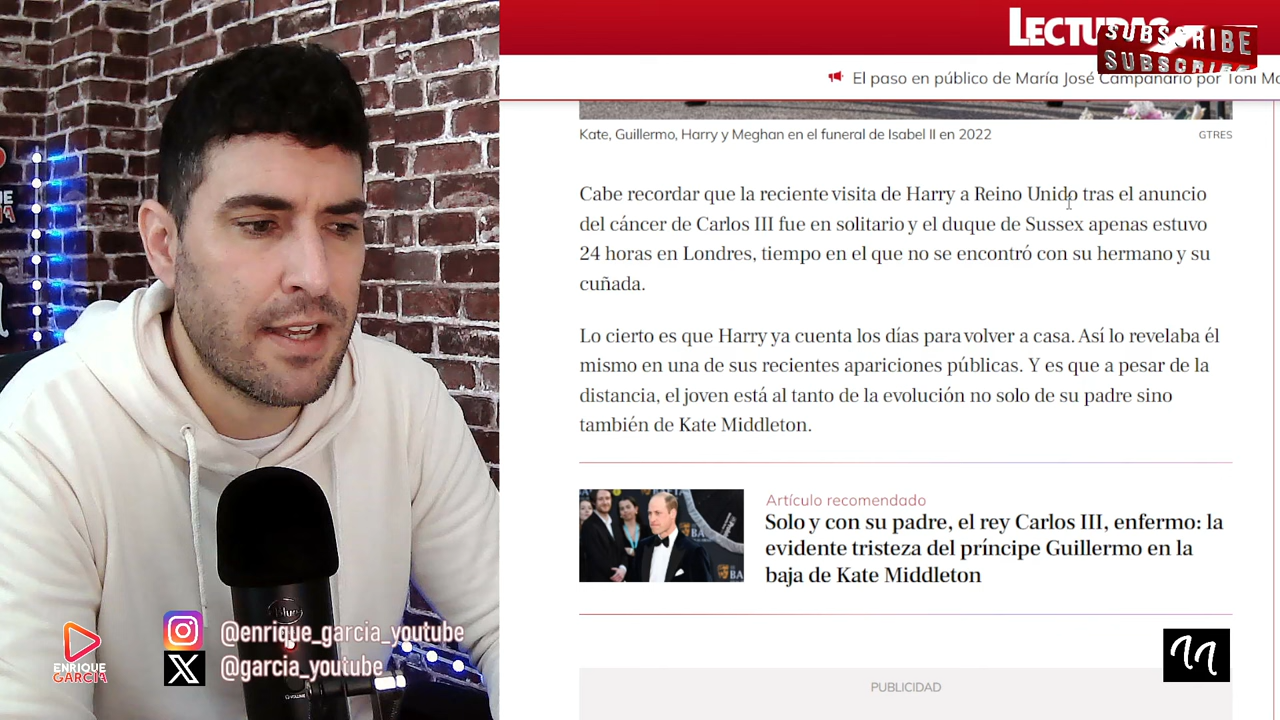 LECTURAS
SUBSCRIBE
SUBSCRIBE
El paso en público de María José Campanario por Toni Mo
Kate, Guillermo, Harry y Meghan en el funeral de Isabel II en 2022
GTRES
Cabe recordar que la reciente visita de Harry a Reino Unido tras el anuncio
del cáncer de Carlos III fue en solitario y el duque de Sussex apenas estuvo
24 horas en Londres, tiempo en el que no se encontró con su hermano y su
cuñada.
Lo cierto es que Harry ya cuenta los días para volver a casa. Así lo revelaba él
mismo en una de sus recientes apariciones públicas. Y es que a pesar de la
distancia, el joven está al tanto de la evolución no solo de su padre sino
también de Kate Middleton.
Artículo recomendado
Solo y con su padre, el rey Carlos III, enfermo: la
evidente tristeza del príncipe Guillermo en la
baja de Kate Middleton
PUBLICIDAD
@enrique_garcia_youtube
@garcia_youtube
ENRIQUE
GARCIA